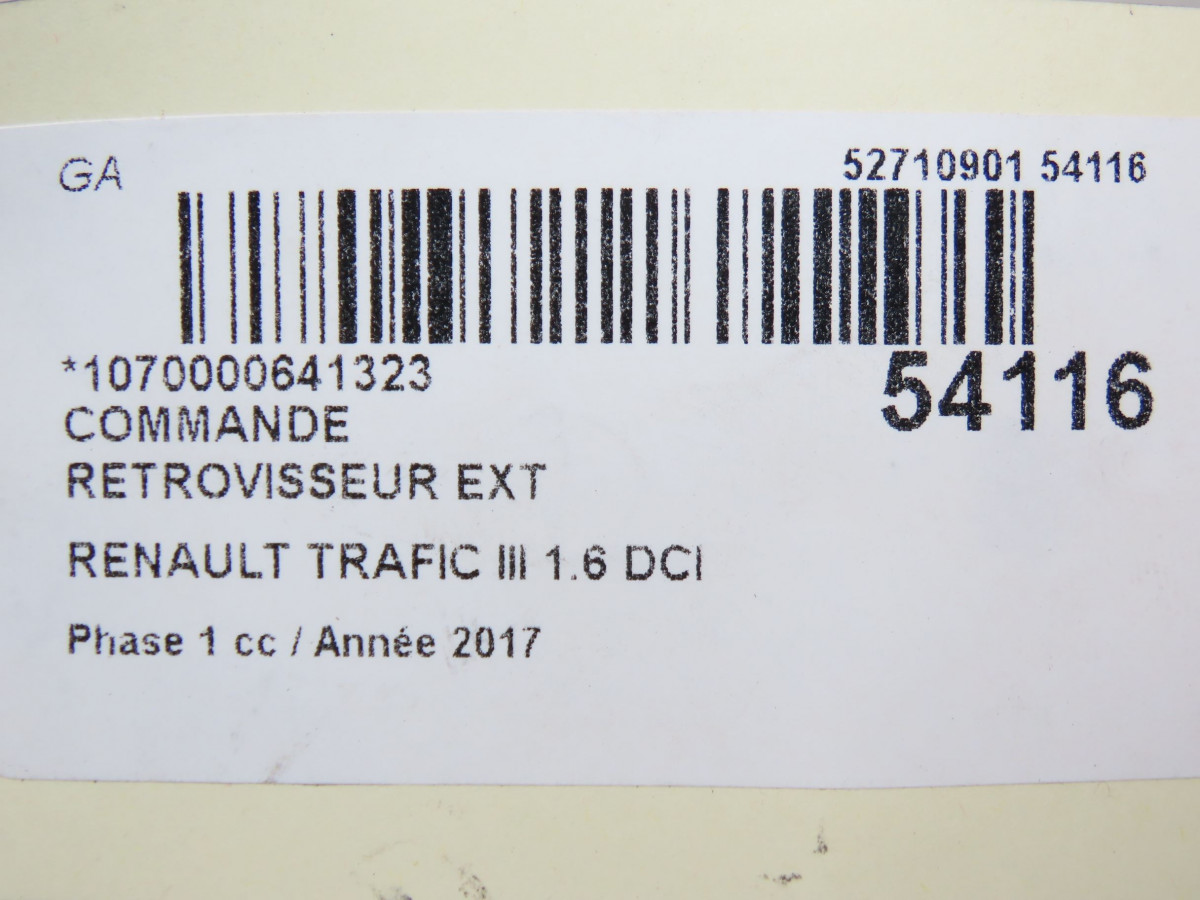 GA
52710901 54116
*1070000641323
54116
COMMANDE
RETROVISSEUR EXT
RENAULT TRAFIC III 1.6 DCI
Phase 1 cc / Année 2017